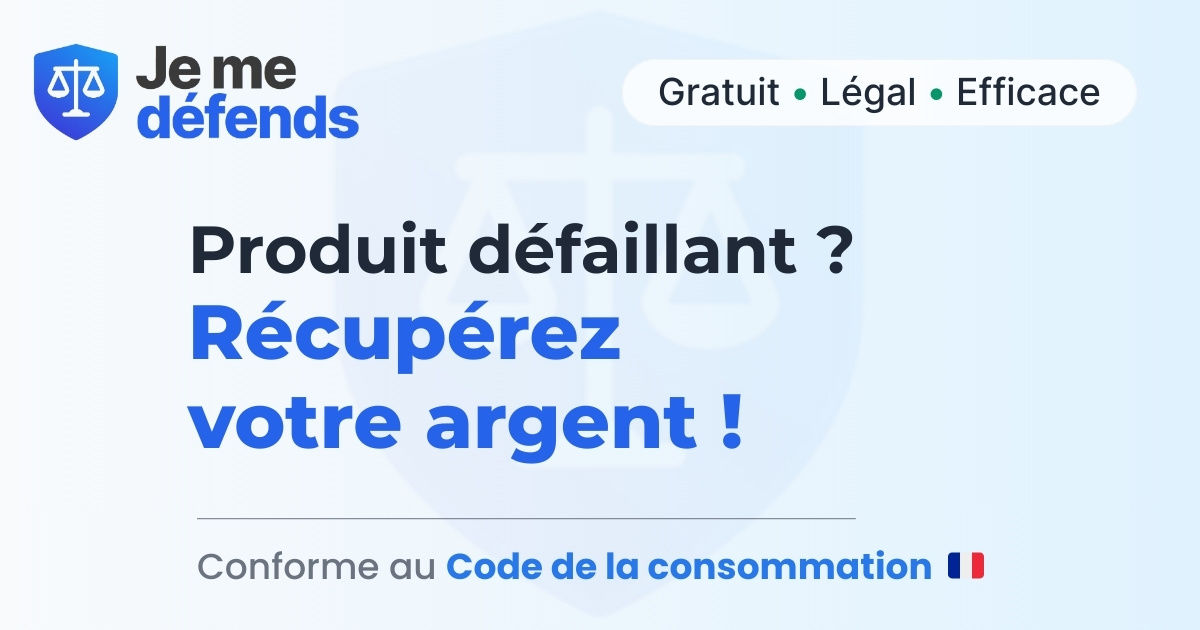 Je me
défends
Gratuit • Légal • Efficace
Produit défaillant ?
Récupérez
votre argent !
Conforme au Code de la consommation